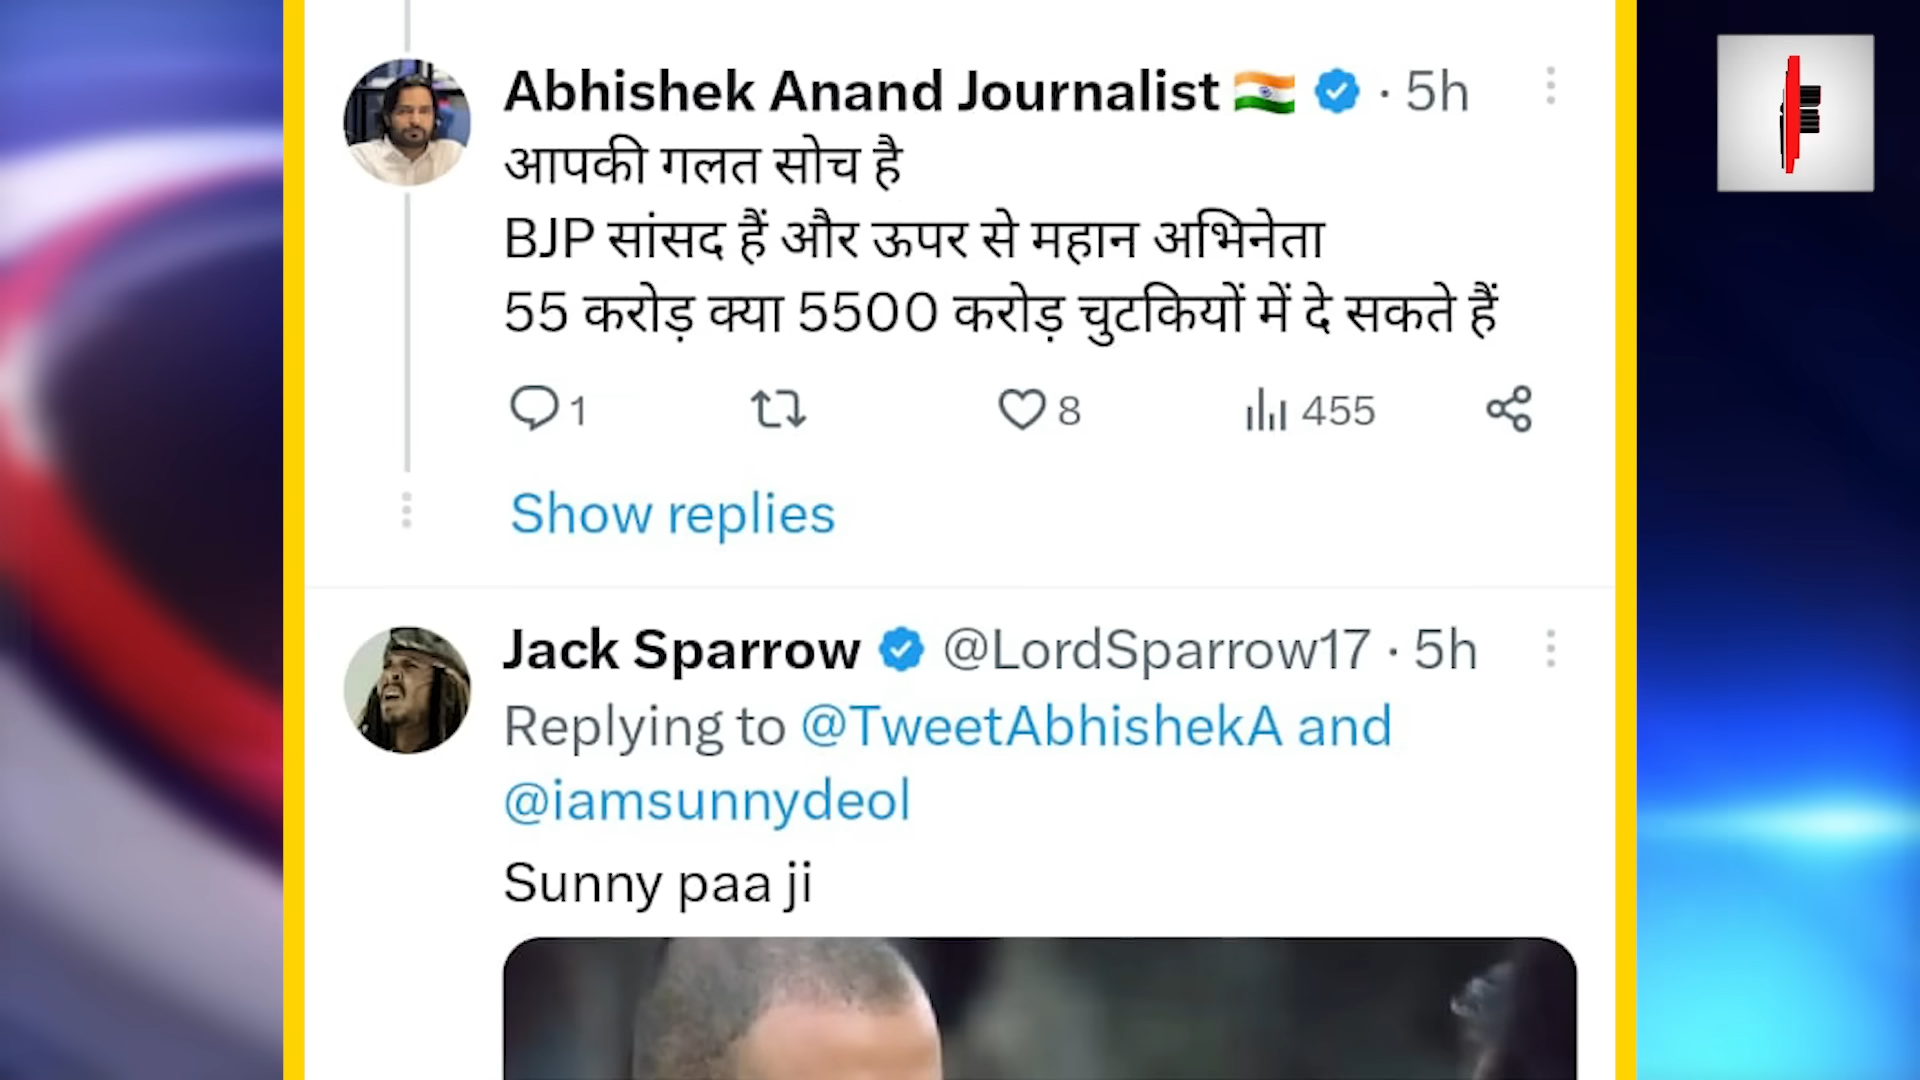 Abhishek Anand Journalist 🇮🇳 · 5h
आपकी गलत सोच है
BJP सांसद हैं और ऊपर से महान अभिनेता
55 करोड़ क्या 5500 करोड़ चुटकियों में दे सकते हैं
1 8 455
Show replies
Jack Sparrow @LordSparrow17 · 5h
Replying to @TweetAbhishekA and
@iamsunnydeol
Sunny paa ji